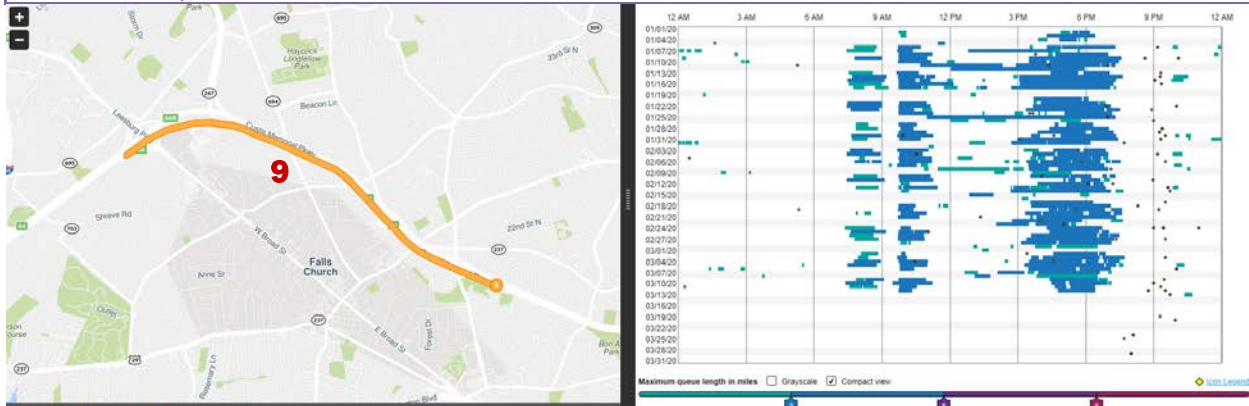 +
−
Park
695
309
Storm Dr
Haycock
Longfellow
Park
33rd St N
267
694
Beacon Ln
Leesburg Pi
Custis Memorial Pkwy
695
9
Shreve Rd
22nd St N
703
W Broad St
237
Falls
Church
Anne St
Outlet
237
E Broad St
Forest Dr
29
Rosemary Ln
237
12 AM 3 AM 6 AM 9 AM 12 PM 3 PM 6 PM 9 PM 12 AM
01/01/20
01/04/20
01/07/20
01/10/20
01/13/20
01/16/20
01/19/20
01/22/20
01/25/20
01/28/20
01/31/20
02/03/20
02/06/20
02/09/20
02/12/20
02/15/20
02/18/20
02/21/20
02/24/20
02/27/20
03/01/20
03/04/20
03/07/20
03/10/20
03/13/20
03/16/20
03/19/20
03/22/20
03/25/20
03/28/20
03/31/20
Maximum queue length in miles Grayscale Compact view Icon Legend